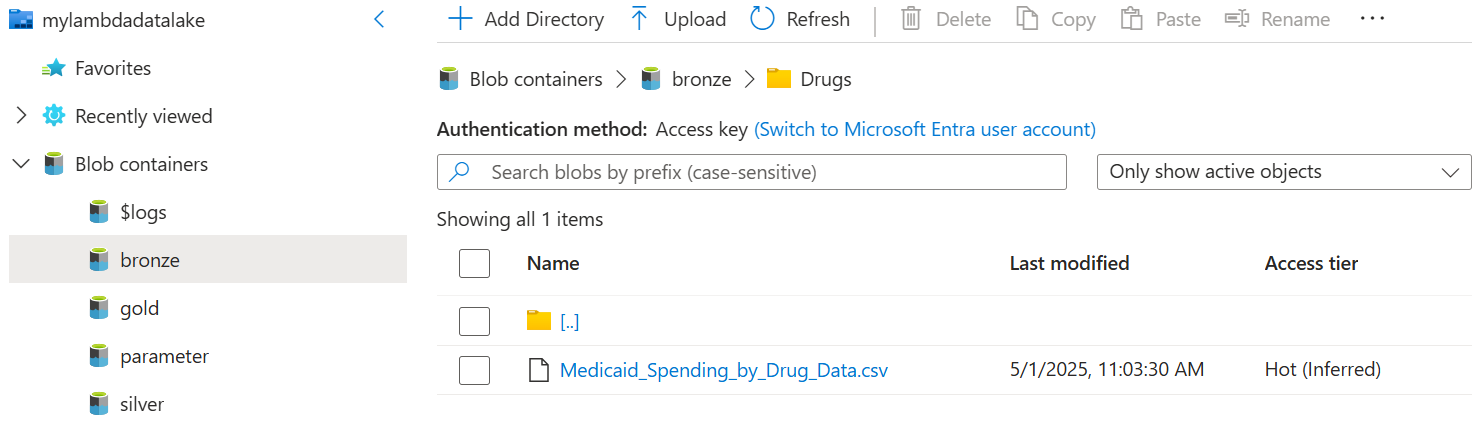 mylambdadatalake
Favorites
Recently viewed
Blob containers
$logs
bronze
gold
parameter
silver
Add Directory Upload Refresh Delete Copy Paste Rename ...
Blob containers > bronze > Drugs
Authentication method: Access key (Switch to Microsoft Entra user account)
Search blobs by prefix (case-sensitive) Only show active objects
Showing all 1 items
Name Last modified Access tier
[..]
Medicaid_Spending_by_Drug_Data.csv 5/1/2025, 11:03:30 AM Hot (Inferred)